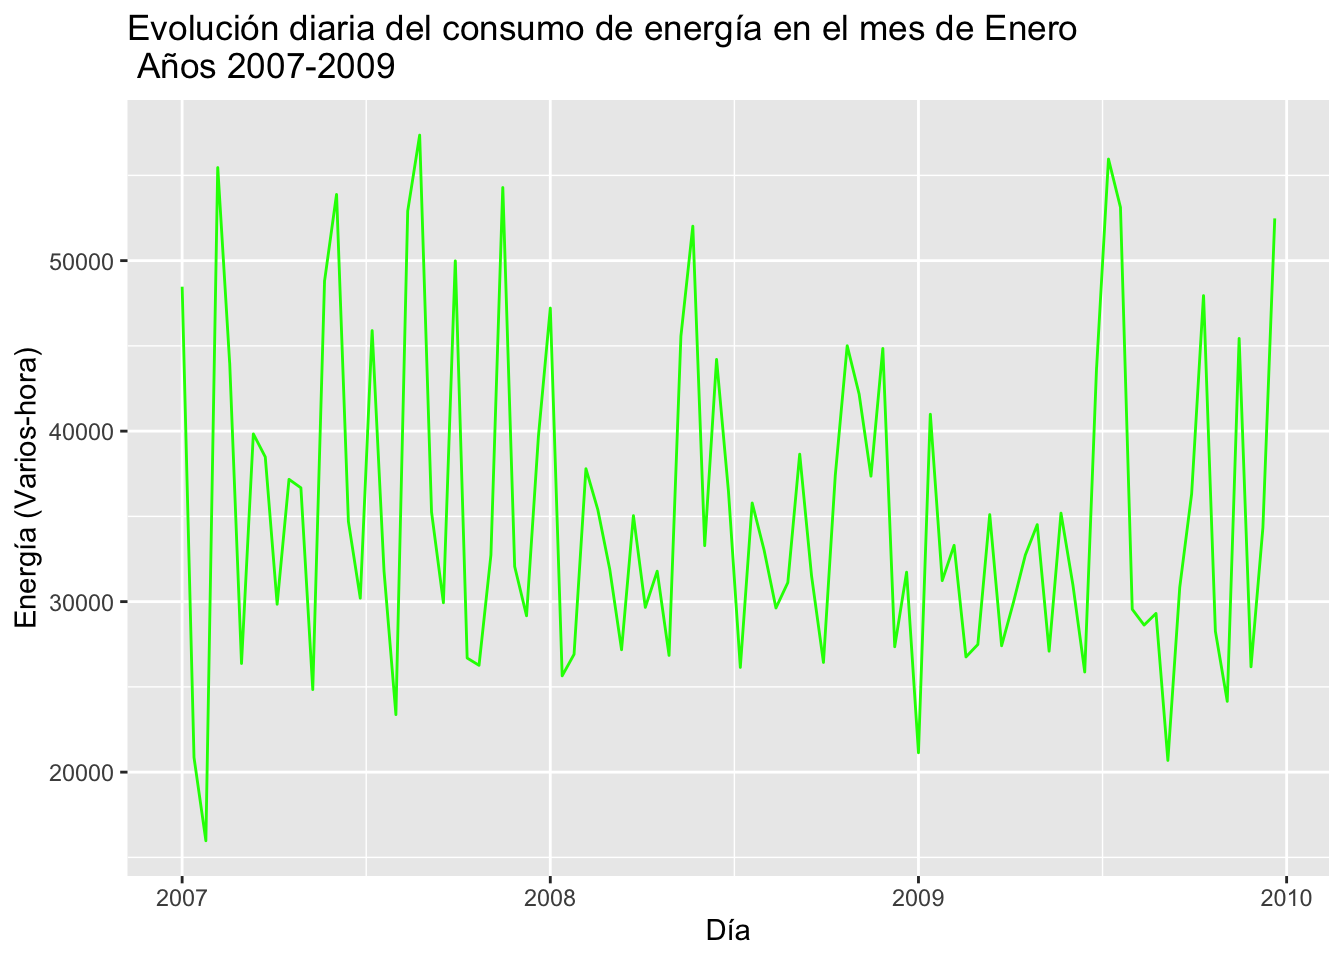 Evolución diaria del consumo de energía en el mes de Enero
Años 2007-2009
Energía (Varios-hora)
50000
40000
30000
20000
2007
2008
2009
2010
Día